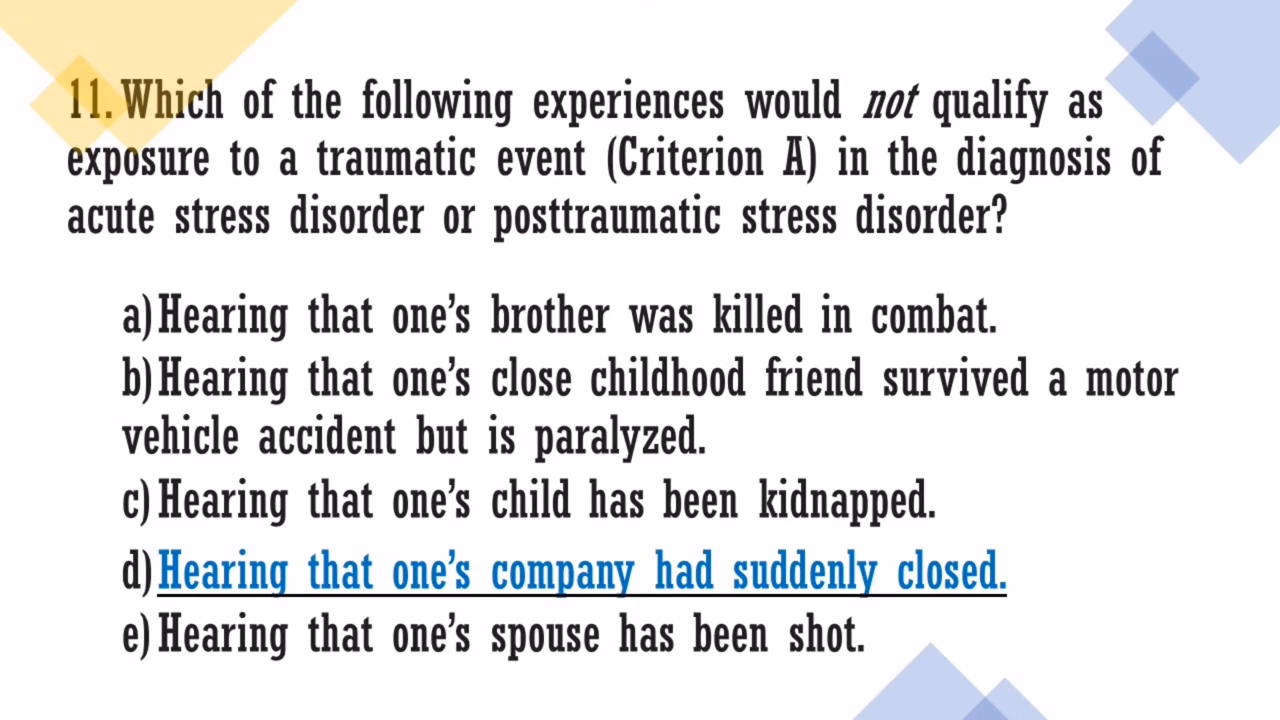 11. Which of the following experiences would not qualify as
exposure to a traumatic event (Criterion A) in the diagnosis of
acute stress disorder or posttraumatic stress disorder?
a) Hearing that one’s brother was killed in combat.
b) Hearing that one’s close childhood friend survived a motor
vehicle accident but is paralyzed.
c) Hearing that one’s child has been kidnapped.
d) Hearing that one’s company had suddenly closed.
e) Hearing that one’s spouse has been shot.